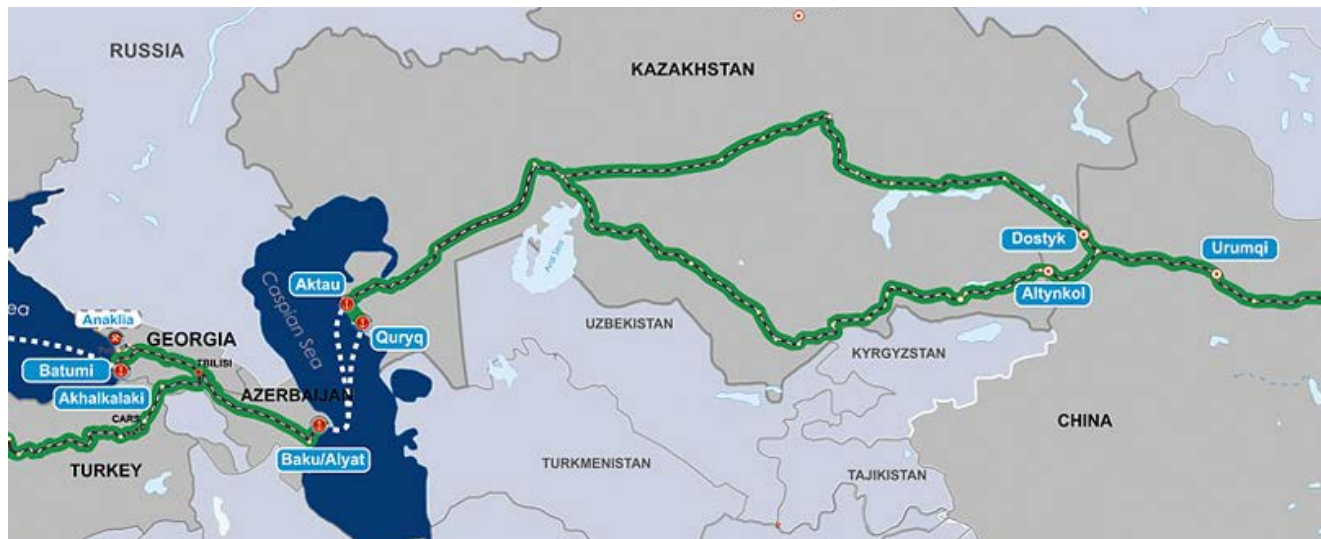 RUSSIA
KAZAKHSTAN
Dostyk
Urumqi
Aral Sea
Altynkol
Caspian Sea
Aktau
ea
Anaklia
GEORGIA
Quryq
UZBEKISTAN
KYRGYZSTAN
Batumi
TBILISI
Akhalkalaki
AZERBAIJAN
CARS
CHINA
Baku/Alyat
TURKEY
TURKMENISTAN
TAJIKISTAN